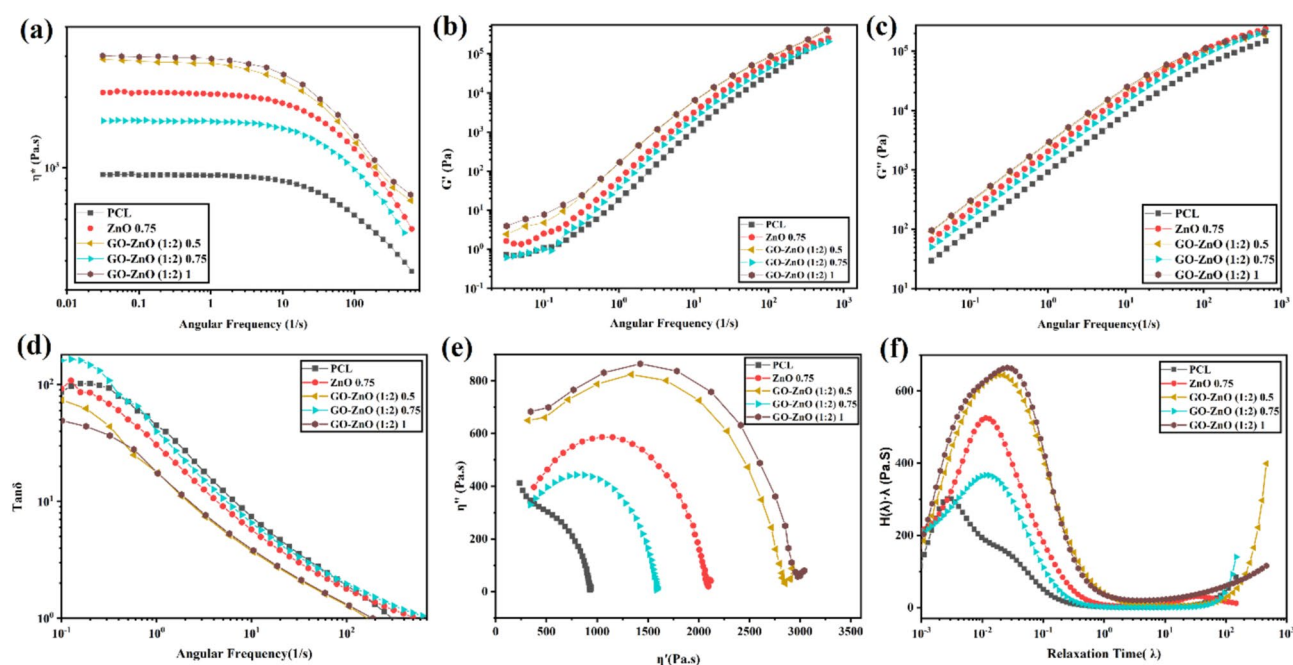 (a)
η* (Pa.s)
10³
PCL
ZnO 0.75
GO-ZnO (1:2) 0.5
GO-ZnO (1:2) 0.75
GO-ZnO (1:2) 1
0.01 0.1 1 10 100
Angular Frequency (1/s)
(b)
G' (Pa)
10⁵
10⁴
10³
10²
10¹
10⁰
10⁻¹
PCL
ZnO 0.75
GO-ZnO (1:2) 0.5
GO-ZnO (1:2) 0.75
GO-ZnO (1:2) 1
10⁻¹ 10⁰ 10¹ 10² 10³
Angular Frequency (1/s)
(c)
G'' (Pa)
10⁵
10⁴
10³
10²
10¹
PCL
ZnO 0.75
GO-ZnO (1:2) 0.5
GO-ZnO (1:2) 0.75
GO-ZnO (1:2) 1
10⁻¹ 10⁰ 10¹ 10² 10³
Angular Frequency(1/s)
(d)
Tanδ
10²
10¹
10⁰
PCL
ZnO 0.75
GO-ZnO (1:2) 0.5
GO-ZnO (1:2) 0.75
GO-ZnO (1:2) 1
10⁻¹ 10⁰ 10¹ 10²
Angular Frequency(1/s)
(e)
η'' (Pa.s)
800
600
400
200
0
PCL
ZnO 0.75
GO-ZnO (1:2) 0.5
GO-ZnO (1:2) 0.75
GO-ZnO (1:2) 1
0 500 1000 1500 2000 2500 3000 3500
η'(Pa.s)
(f)
H(λ)·λ (Pa.S)
600
400
200
0
PCL
ZnO 0.75
GO-ZnO (1:2) 0.5
GO-ZnO (1:2) 0.75
GO-ZnO (1:2) 1
10⁻³ 10⁻² 10⁻¹ 10⁰ 10¹ 10² 10³
Relaxation Time( λ)